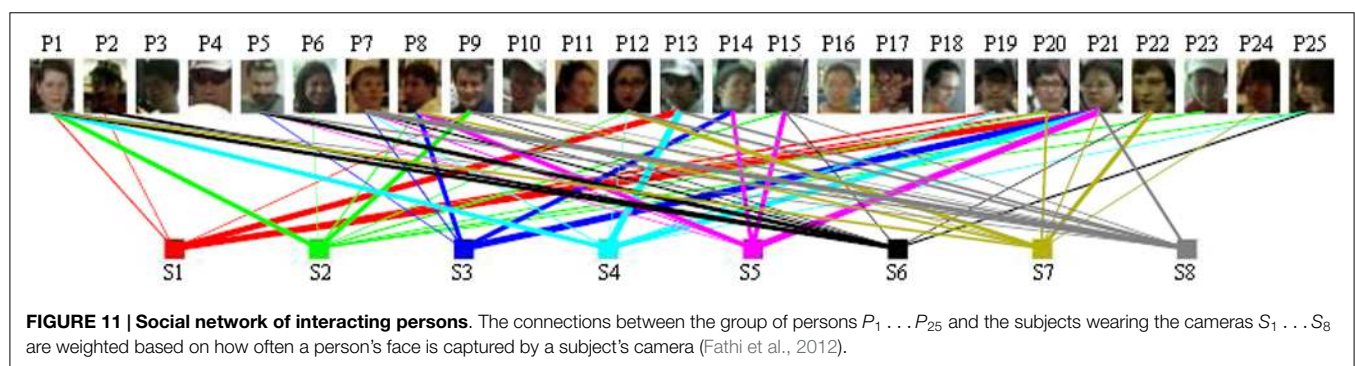 P1 P2 P3 P4 P5 P6 P7 P8 P9 P10 P11 P12 P13 P14 P15 P16 P17 P18 P19 P20 P21 P22 P23 P24 P25
S1 S2 S3 S4 S5 S6 S7 S8
FIGURE 11 | Social network of interacting persons. The connections between the group of persons P₁ . . . P₂₅ and the subjects wearing the cameras S₁ . . . S₈
are weighted based on how often a person's face is captured by a subject's camera (Fathi et al., 2012).